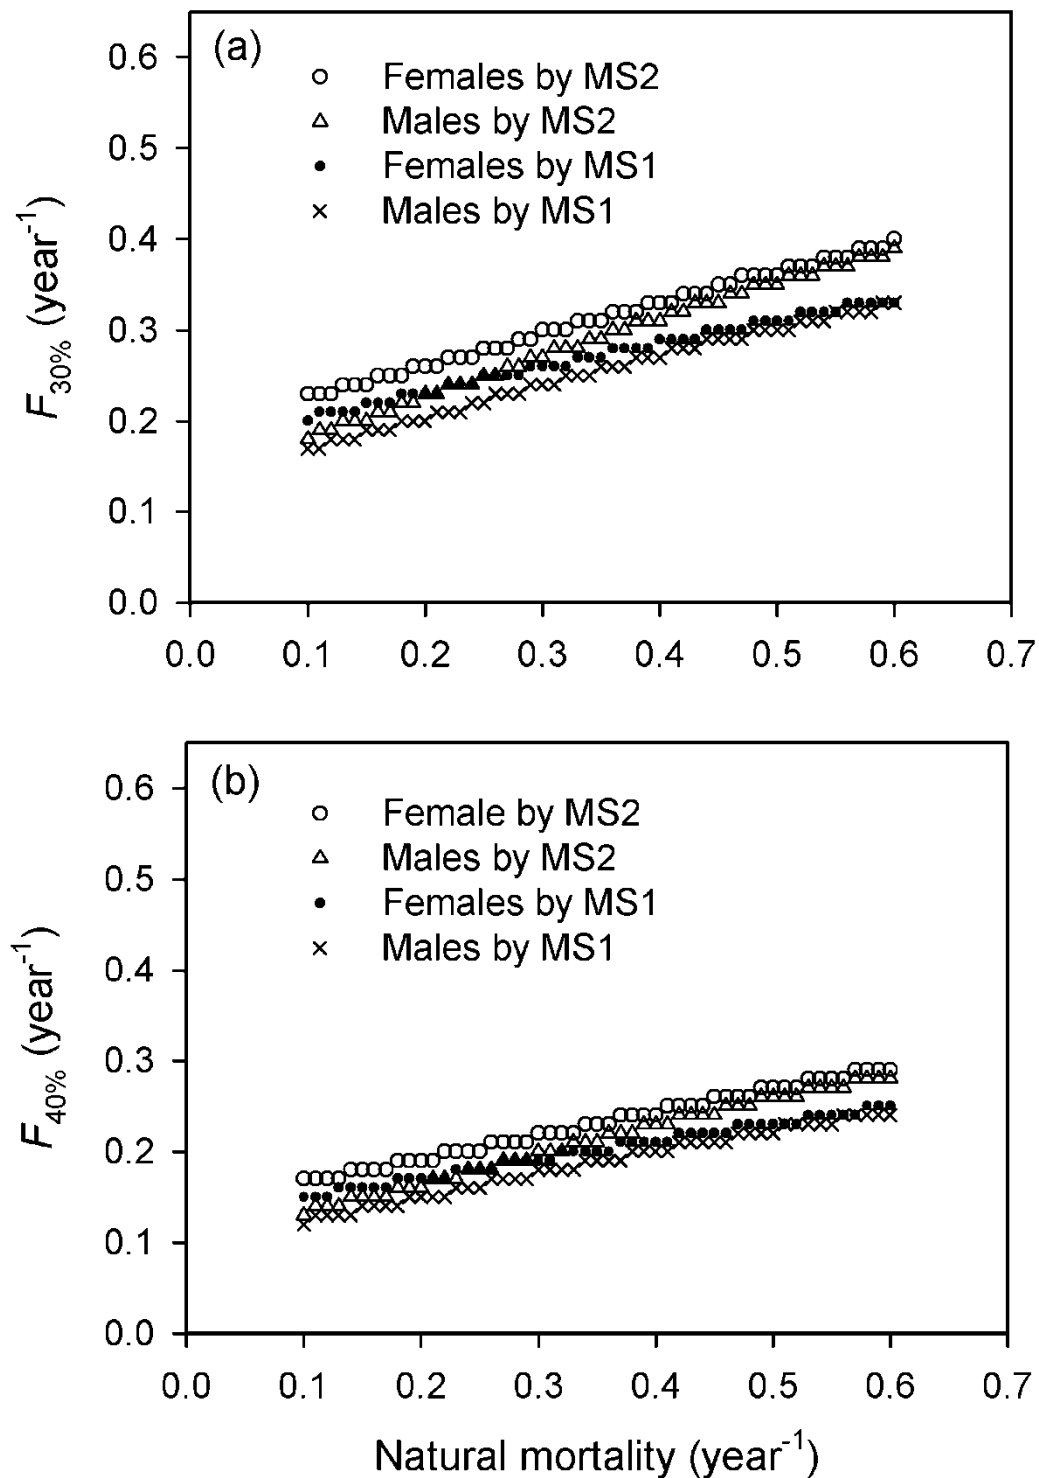 (a)
Females by MS2
Males by MS2
Females by MS1
Males by MS1
F30% (year-1)
0.6
0.5
0.4
0.3
0.2
0.1
0.0
0.0 0.1 0.2 0.3 0.4 0.5 0.6 0.7
(b)
Female by MS2
Males by MS2
Females by MS1
Males by MS1
F40% (year-1)
0.6
0.5
0.4
0.3
0.2
0.1
0.0
0.0 0.1 0.2 0.3 0.4 0.5 0.6 0.7
Natural mortality (year-1)